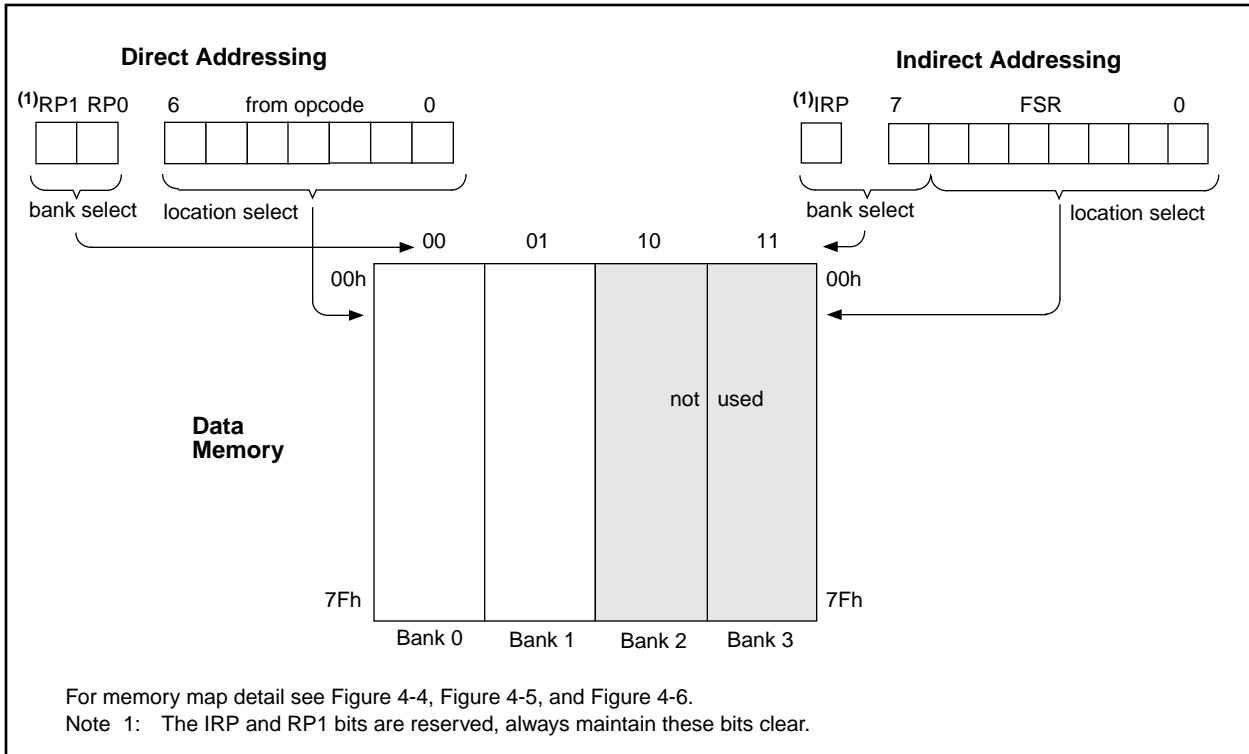 Direct Addressing
Indirect Addressing
(1)RP1 RP0 6 from opcode 0
(1)IRP 7 FSR 0
bank select location select
bank select location select
00 01 10 11
00h 00h
not used
Data
Memory
7Fh 7Fh
Bank 0 Bank 1 Bank 2 Bank 3
For memory map detail see Figure 4-4, Figure 4-5, and Figure 4-6.
Note 1: The IRP and RP1 bits are reserved, always maintain these bits clear.